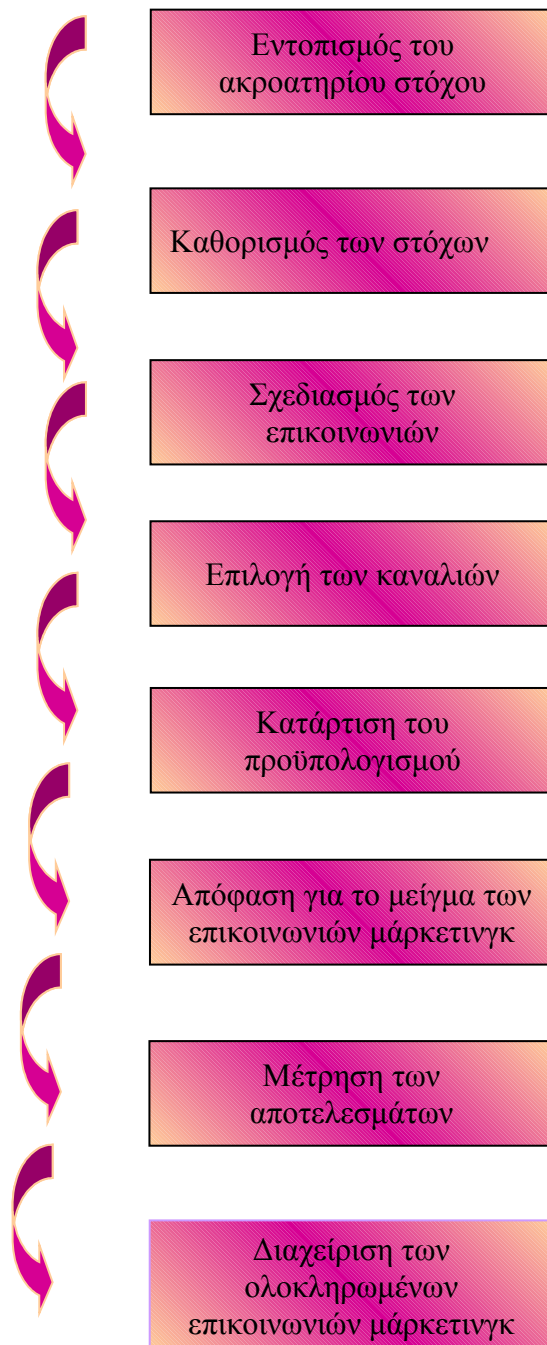 Εντοπισμός του
ακροατηρίου στόχου
Καθορισμός των στόχων
Σχεδιασμός των
επικοινωνιών
Επιλογή των καναλιών
Κατάρτιση του
προϋπολογισμού
Απόφαση για το μείγμα των
επικοινωνιών μάρκετινγκ
Μέτρηση των
αποτελεσμάτων
Διαχείριση των
ολοκληρωμένων
επικοινωνιών μάρκετινγκ